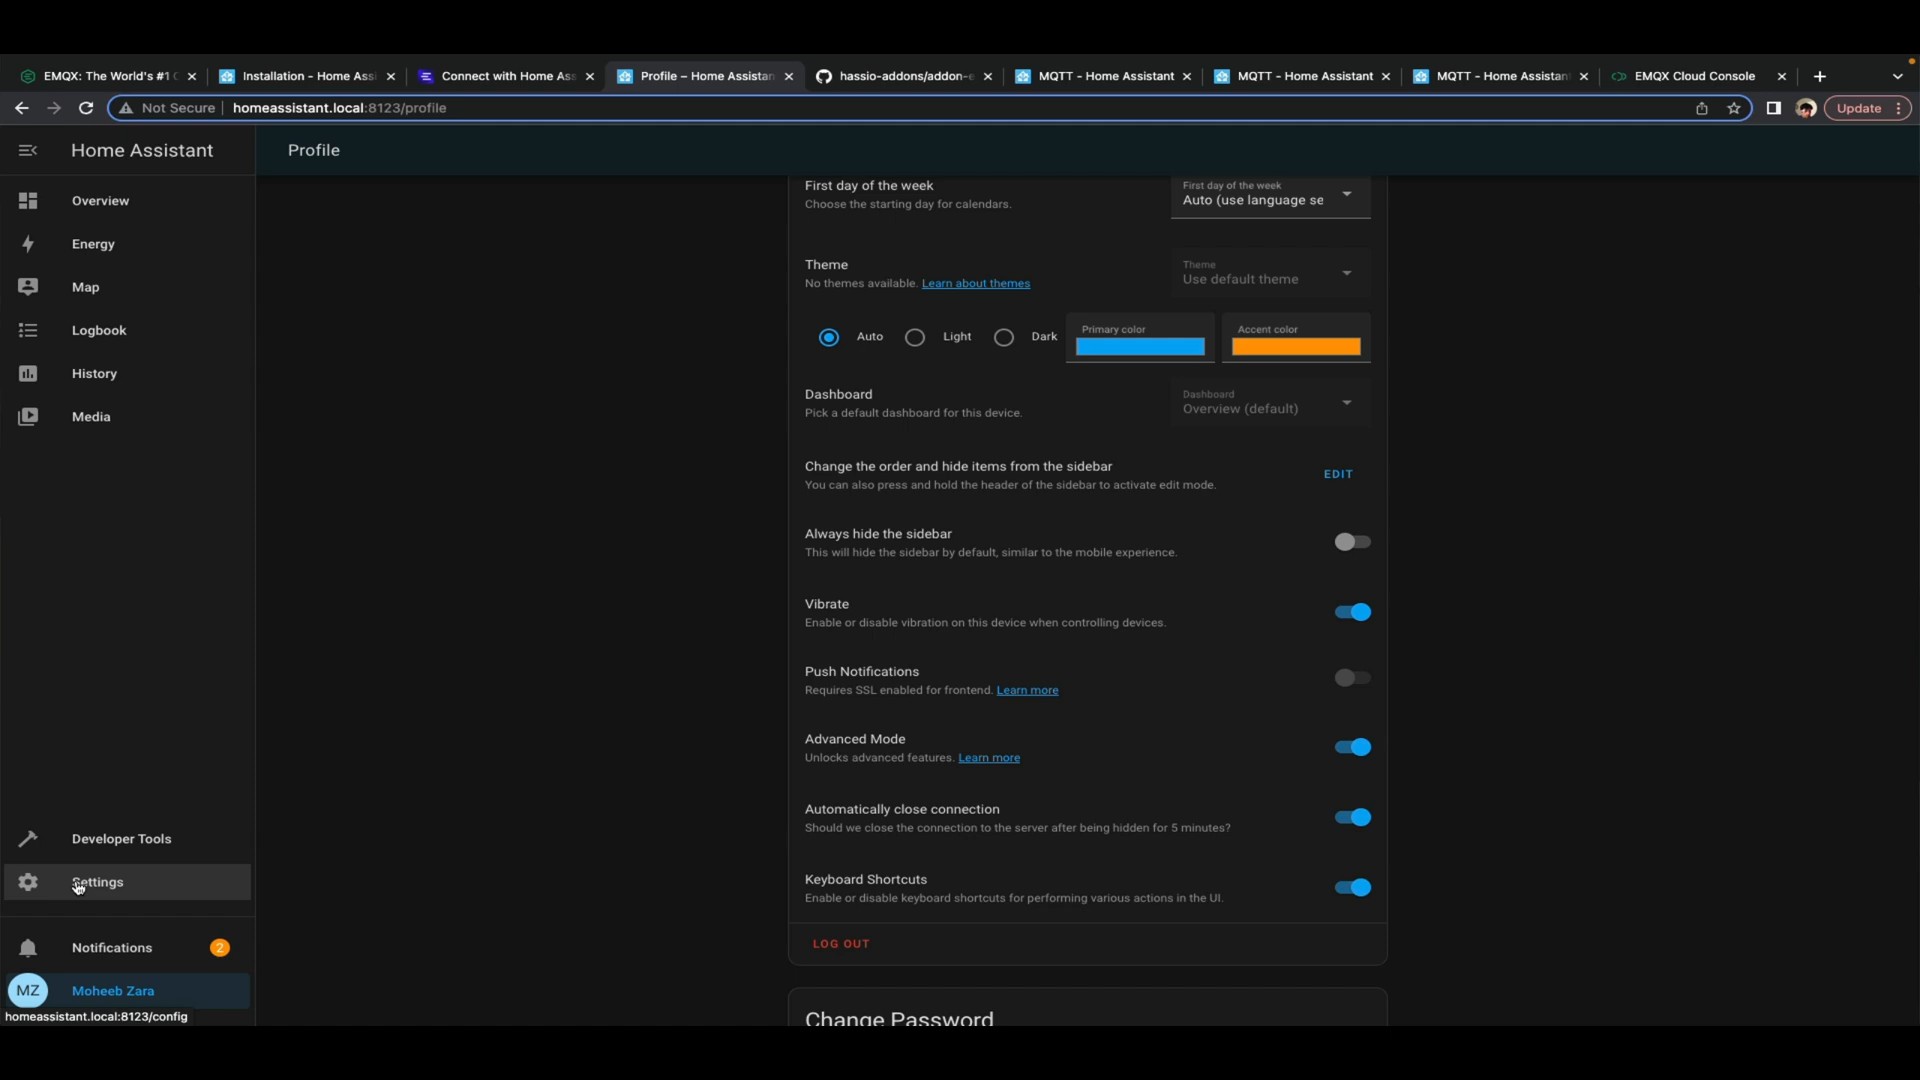 EMQX: The World's #1
Installation - Home Assi
Connect with Home Ass
Profile – Home Assistan
hassio-addons/addon-e
MQTT - Home Assistant
MQTT - Home Assistant
MQTT - Home Assistan
EMQX Cloud Console
Not Secure
homeassistant.local:8123/profile
Update
Home Assistant
Profile
Overview
Energy
Map
Logbook
History
Media
Developer Tools
Settings
Notifications
2
MZ
Moheeb Zara
homeassistant.local:8123/config
First day of the week
Choose the starting day for calendars.
First day of the week
Auto (use language se
Theme
No themes available. Learn about themes
Theme
Use default theme
Auto
Light
Dark
Primary color
Accent color
Dashboard
Pick a default dashboard for this device.
Dashboard
Overview (default)
Change the order and hide items from the sidebar
You can also press and hold the header of the sidebar to activate edit mode.
EDIT
Always hide the sidebar
This will hide the sidebar by default, similar to the mobile experience.
Vibrate
Enable or disable vibration on this device when controlling devices.
Push Notifications
Requires SSL enabled for frontend. Learn more
Advanced Mode
Unlocks advanced features. Learn more
Automatically close connection
Should we close the connection to the server after being hidden for 5 minutes?
Keyboard Shortcuts
Enable or disable keyboard shortcuts for performing various actions in the UI.
LOG OUT
Change Password